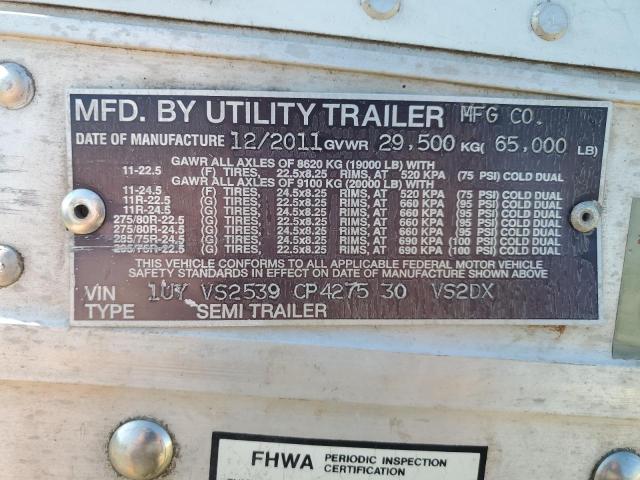 MFD. BY UTILITY TRAILER MFG CO.
DATE OF MANUFACTURE 12/2011 GVWR 29,500 KG( 65,000 LB)
GAWR ALL AXLES OF 8620 KG (19000 LB) WITH
11-22.5 (F) TIRES, 22.5x8.25 RIMS, AT 520 KPA (75 PSI) COLD DUAL
GAWR ALL AXLES OF 9100 KG (20000 LB) WITH
11-24.5 (F) TIRES, 24.5x8.25 RIMS, AT KPA (75 PSI) COLD DUAL
11R-22.5 (G) TIRES, 22.5x8.25 RIMS, AT 660 KPA (95 PSI) COLD DUAL
11R-24.5 (G) TIRES, 24.5x8.25 RIMS, AT 660 KPA (95 PSI) COLD DUAL
275/80R-22.5 (G) TIRES, 22.5x8.25 RIMS, AT 660 KPA (95 PSI) COLD DUAL
275/80R-24.5 (G) TIRES, 24.5x8.25 RIMS, AT 660 KPA (95 PSI) COLD DUAL
285/75R-24.5 (G) TIRES, 24.5x8.25 RIMS, AT 690 KPA (100 PSI) COLD DUAL
(G) TIRES, 22.5x8.25 RIMS, AT 690 KPA (100 PSI) COLD DUAL
THIS VEHICLE CONFORMS TO ALL APPLICABLE FEDERAL MOTOR VEHICLE
SAFETY STANDARDS IN EFFECT ON DATE OF MANUFACTURE SHOWN ABOVE
VIN 1UY VS2539 CP4275 30 VS2DX
TYPE SEMI TRAILER
FHWA PERIODIC INSPECTION
CERTIFICATION